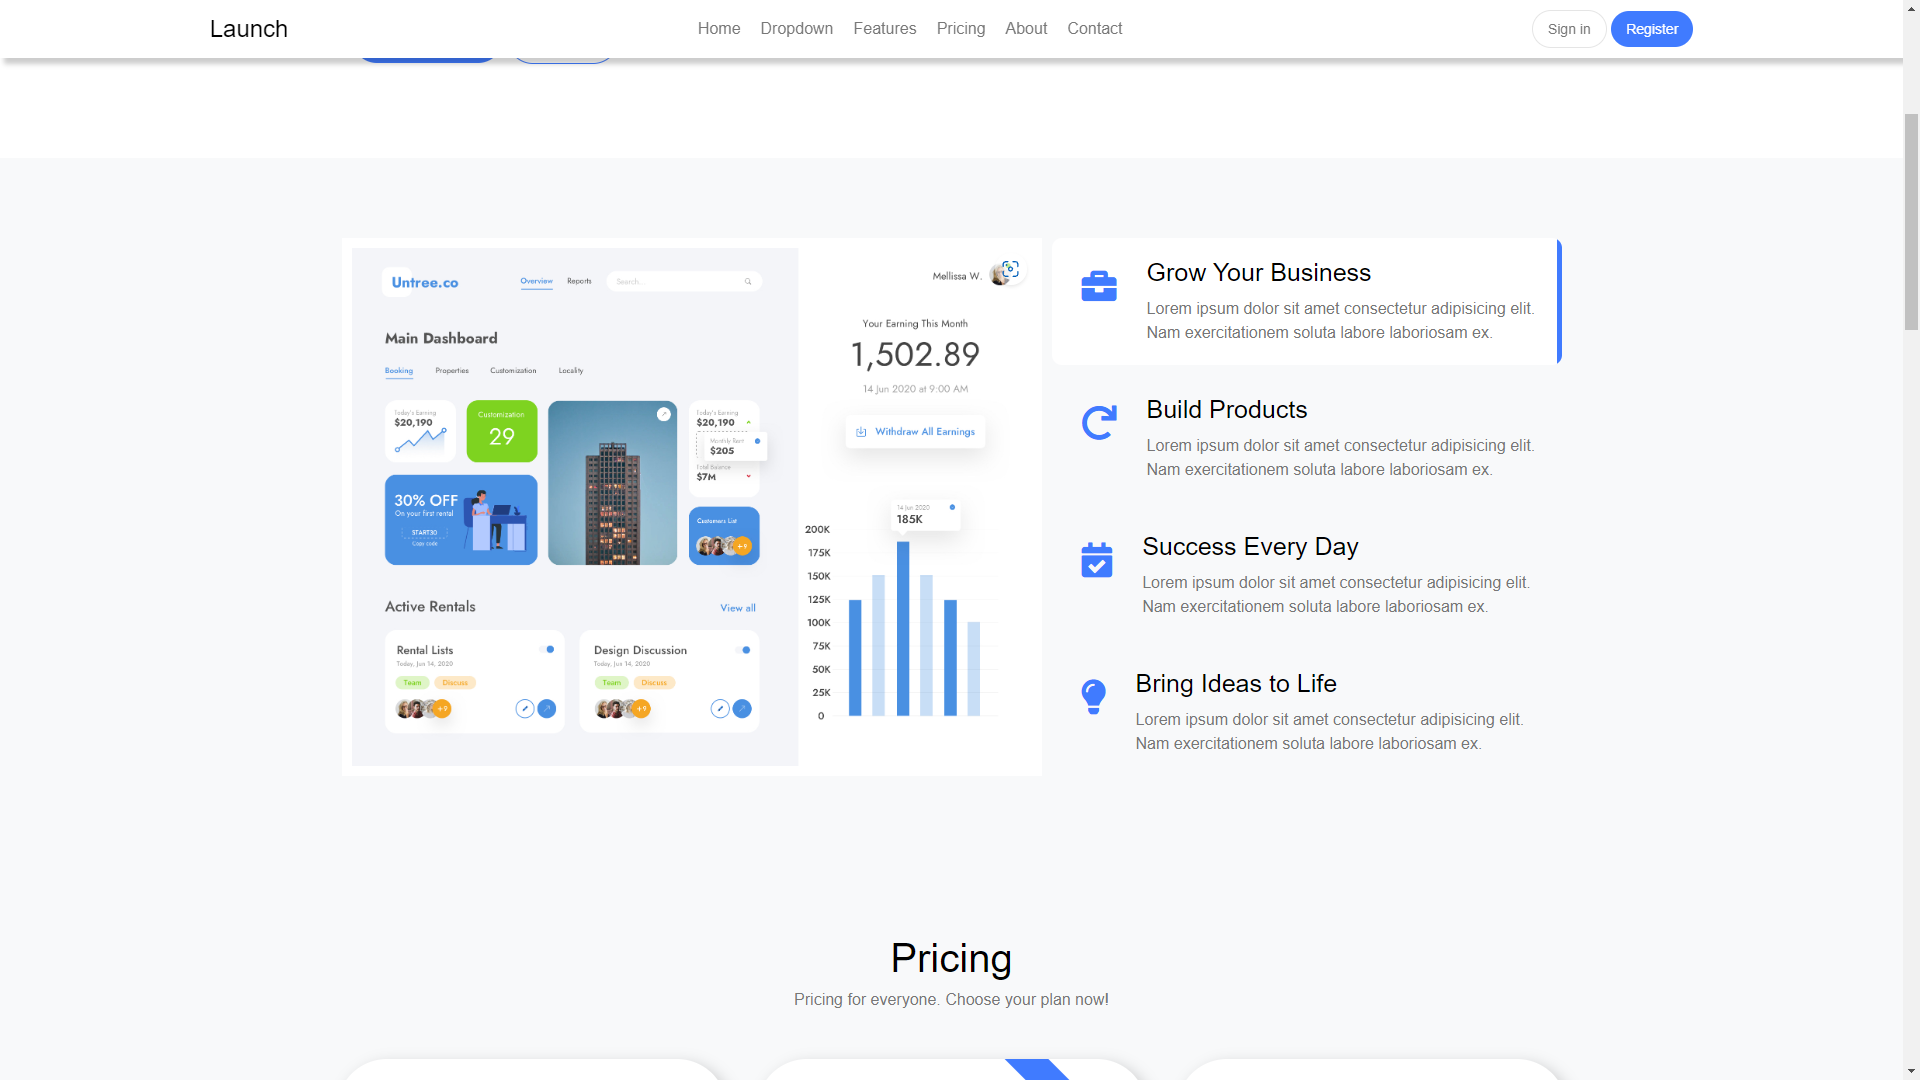 Launch
Home Dropdown Features Pricing About Contact
Sign in Register
Untree.co
Overview Reports Search...
Mellissa W.
Main Dashboard
Booking Properties Customization Locality
Today's Earning
$20,190
Customization
29
Today's Earning
$20,190
Monthly Rent
$205
Total Balance
$7M
30% OFF
On your first rental
START30
Copy code
Customers List
+9
Active Rentals
View all
Rental Lists
Today, Jun 14, 2020
Team Discuss
+9
Design Discussion
Today, Jun 14, 2020
Team Discuss
+9
Your Earning This Month
1,502.89
14 Jun 2020 at 9:00 AM
Withdraw All Earnings
14 Jun 2020
185K
200K
175K
150K
125K
100K
75K
50K
25K
0
Grow Your Business
Lorem ipsum dolor sit amet consectetur adipisicing elit.
Nam exercitationem soluta labore laboriosam ex.
Build Products
Lorem ipsum dolor sit amet consectetur adipisicing elit.
Nam exercitationem soluta labore laboriosam ex.
Success Every Day
Lorem ipsum dolor sit amet consectetur adipisicing elit.
Nam exercitationem soluta labore laboriosam ex.
Bring Ideas to Life
Lorem ipsum dolor sit amet consectetur adipisicing elit.
Nam exercitationem soluta labore laboriosam ex.
Pricing
Pricing for everyone. Choose your plan now!